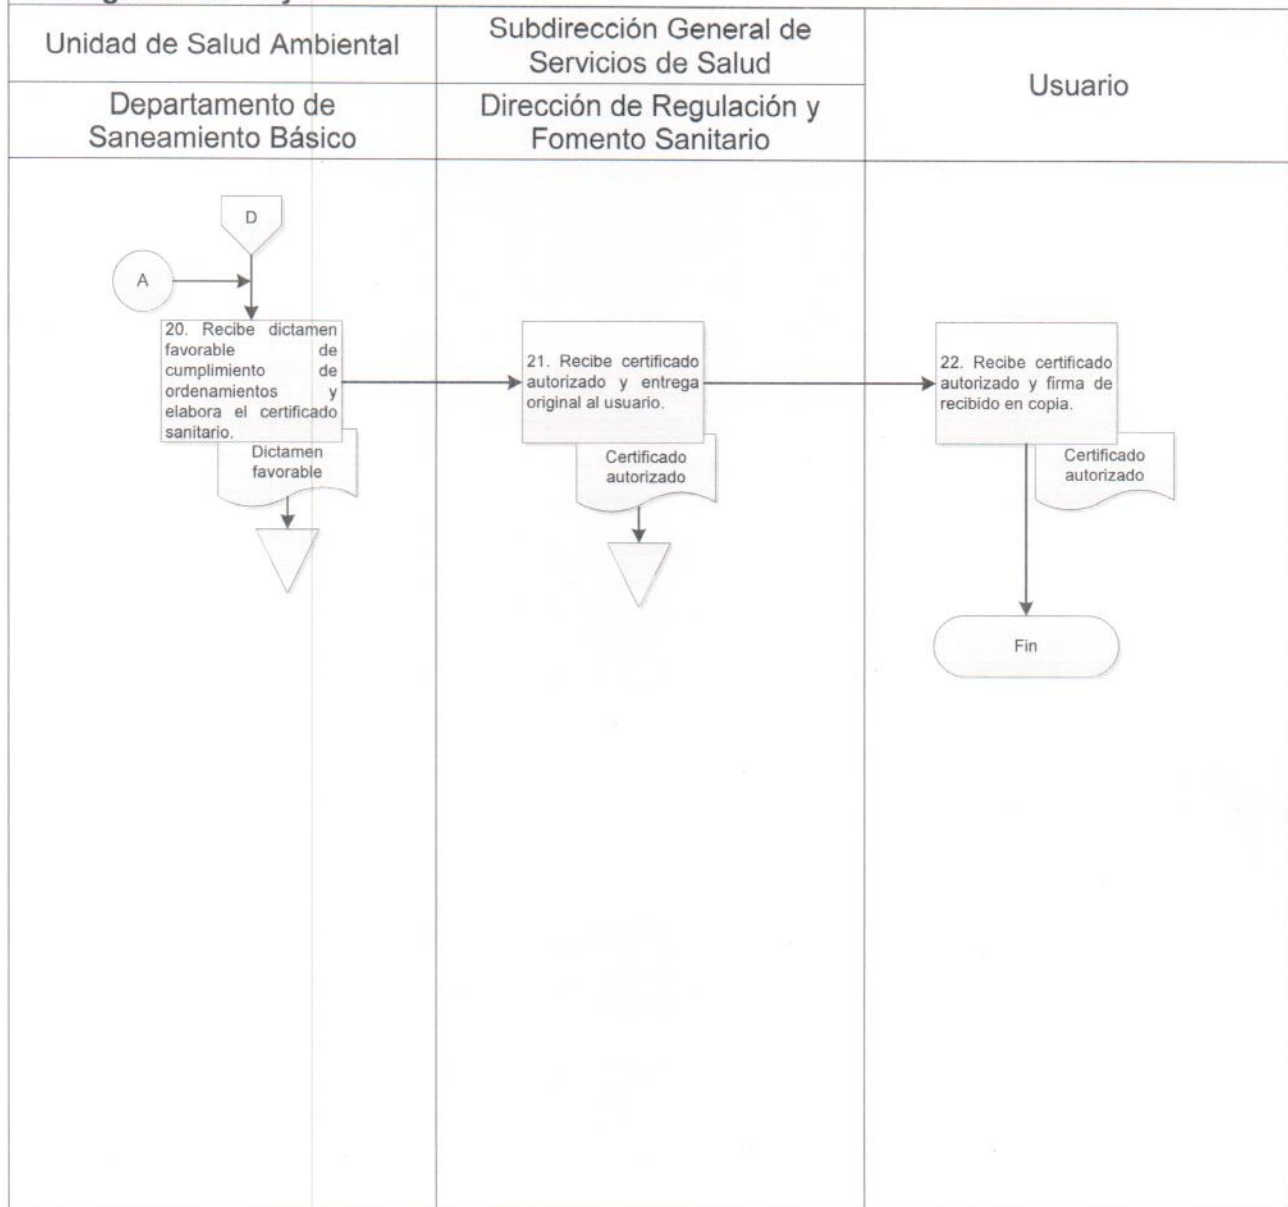 Unidad de Salud Ambiental
Departamento de
Saneamiento Básico
Subdirección General de
Servicios de Salud
Dirección de Regulación y
Fomento Sanitario
Usuario
D
A
20. Recibe dictamen
favorable de
cumplimiento de
ordenamientos y
elabora el certificado
sanitario.
Dictamen
favorable
21. Recibe certificado
autorizado y entrega
original al usuario.
Certificado
autorizado
22. Recibe certificado
autorizado y firma de
recibido en copia.
Certificado
autorizado
Fin